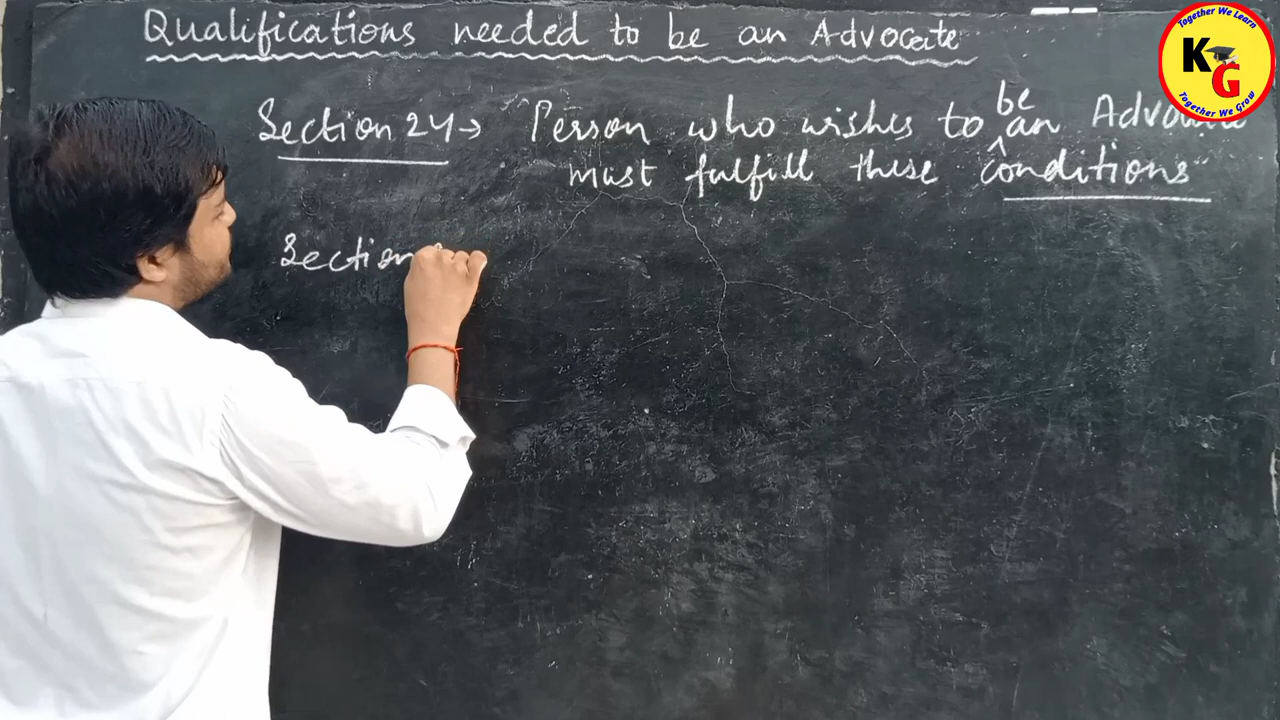 Qualifications needed to be an Advocate
Section 24→ "Person who wishes to be an Advocate
must fulfill these conditions"
Section
Together We Learn
KG
Together We Grow